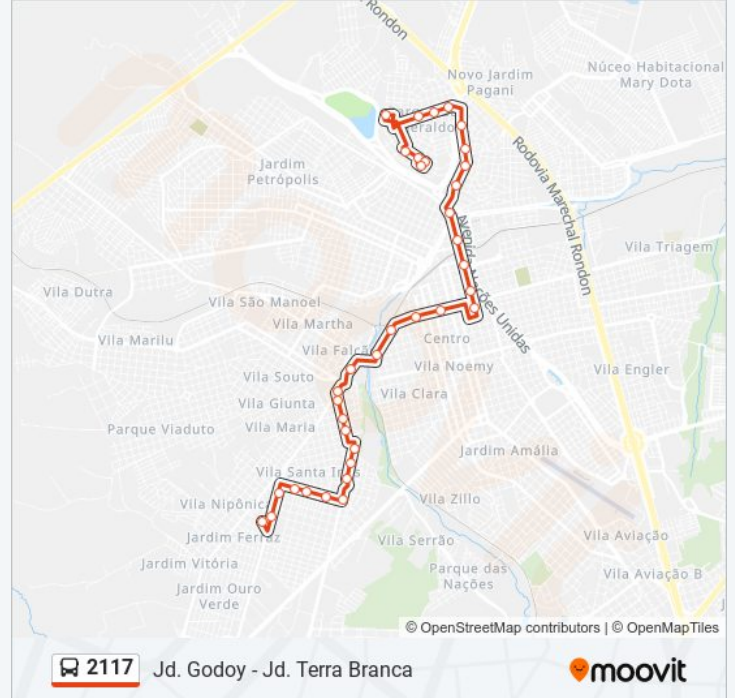 Rondon
Novo Jardim
Pagani
Núceo Habitacional
Mary Dota
Jardim
Petrópolis
Rodovia Marechal Rondon
Avenida Nações Unidas
Vila Triagem
Vila Dutra
Vila São Manoel
Vila Martha
Vila Marilu
Centro
Vila Falcão
Vila Noemy
Vila Engler
Vila Souto
Vila Clara
Vila Giunta
Parque Viaduto
Vila Maria
Jardim Amália
Vila Santa Inês
Vila Zillo
Vila Nipônica
Jardim Ferraz
Vila Serrão
Vila Aviação
Jardim Vitória
Parque das
Nações
Vila Aviação B
Jardim Ouro
Verde
© OpenStreetMap contributors | © OpenMapTiles
2117 Jd. Godoy - Jd. Terra Branca
moovit